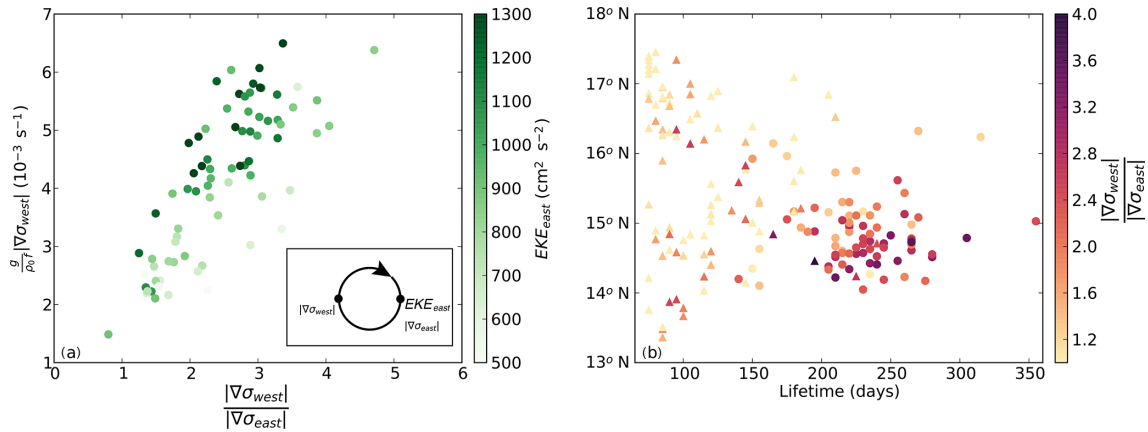 7
6
5
4
3
2
1
g/ρ₀f |∇σwest| (10⁻³ s⁻¹)
0 1 2 3 4 5 6
|∇σwest|
|∇σeast|
(a)
|∇σwest|
EKEeast
|∇σeast|
1300
1200
1100
1000
900
800
700
600
500
EKEeast (cm² s⁻²)
18° N
17° N
16° N
15° N
14° N
13° N
(b)
100 150 200 250 300 350
Lifetime (days)
4.0
3.6
3.2
2.8
2.4
2.0
1.6
1.2
|∇σwest|
|∇σeast|